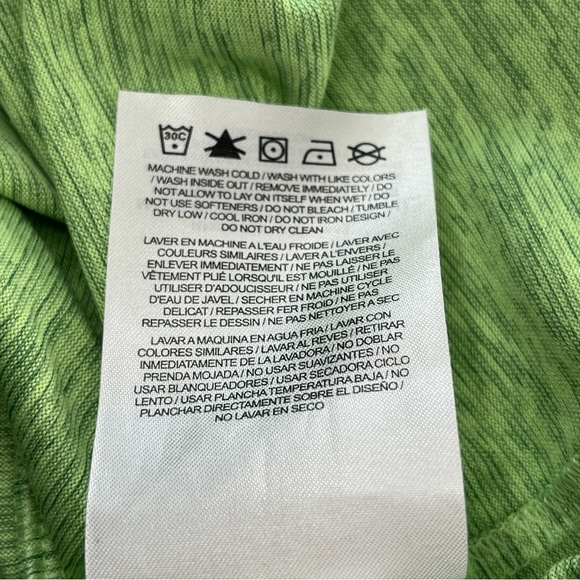 30C
MACHINE WASH COLD / WASH WITH LIKE COLORS
/ WASH INSIDE OUT / REMOVE IMMEDIATELY / DO
NOT ALLOW TO LAY ON ITSELF WHEN WET / DO
NOT USE SOFTENERS / DO NOT BLEACH / TUMBLE
DRY LOW / COOL IRON / DO NOT IRON DESIGN /
DO NOT DRY CLEAN
LAVER EN MACHINE A L'EAU FROIDE / LAVER AVEC
COULEURS SIMILAIRES / LAVER A L'ENVERS /
ENLEVER IMMEDIATEMENT / NE PAS LAISSER LE
VÊTEMENT PLIÉ LORSQU'IL EST MOUILLÉ / NE PAS
UTILISER D'ADOUCISSEUR / NE PAS UTILISER
D'EAU DE JAVEL / SECHER EN MACHINE CYCLE
DELICAT / REPASSER FER FROID / NE PAS
REPASSER LE DESSIN / NE PAS NETTOYER A SEC
LAVAR A MAQUINA EN AGUA FRIA / LAVAR CON
COLORES SIMILARES / LAVAR AL REVES / RETIRAR
INMEDIATAMENTE DE LA LAVADORA / NO DOBLAR
PRENDA MOJADA / NO USAR SUAVIZANTES / NO
USAR BLANQUEADORES / USAR SECADORA CICLO
LENTO / USAR PLANCHA TEMPERATURA BAJA / NO
PLANCHAR DIRECTAMENTE SOBRE EL DISEÑO /
NO LAVAR EN SECO